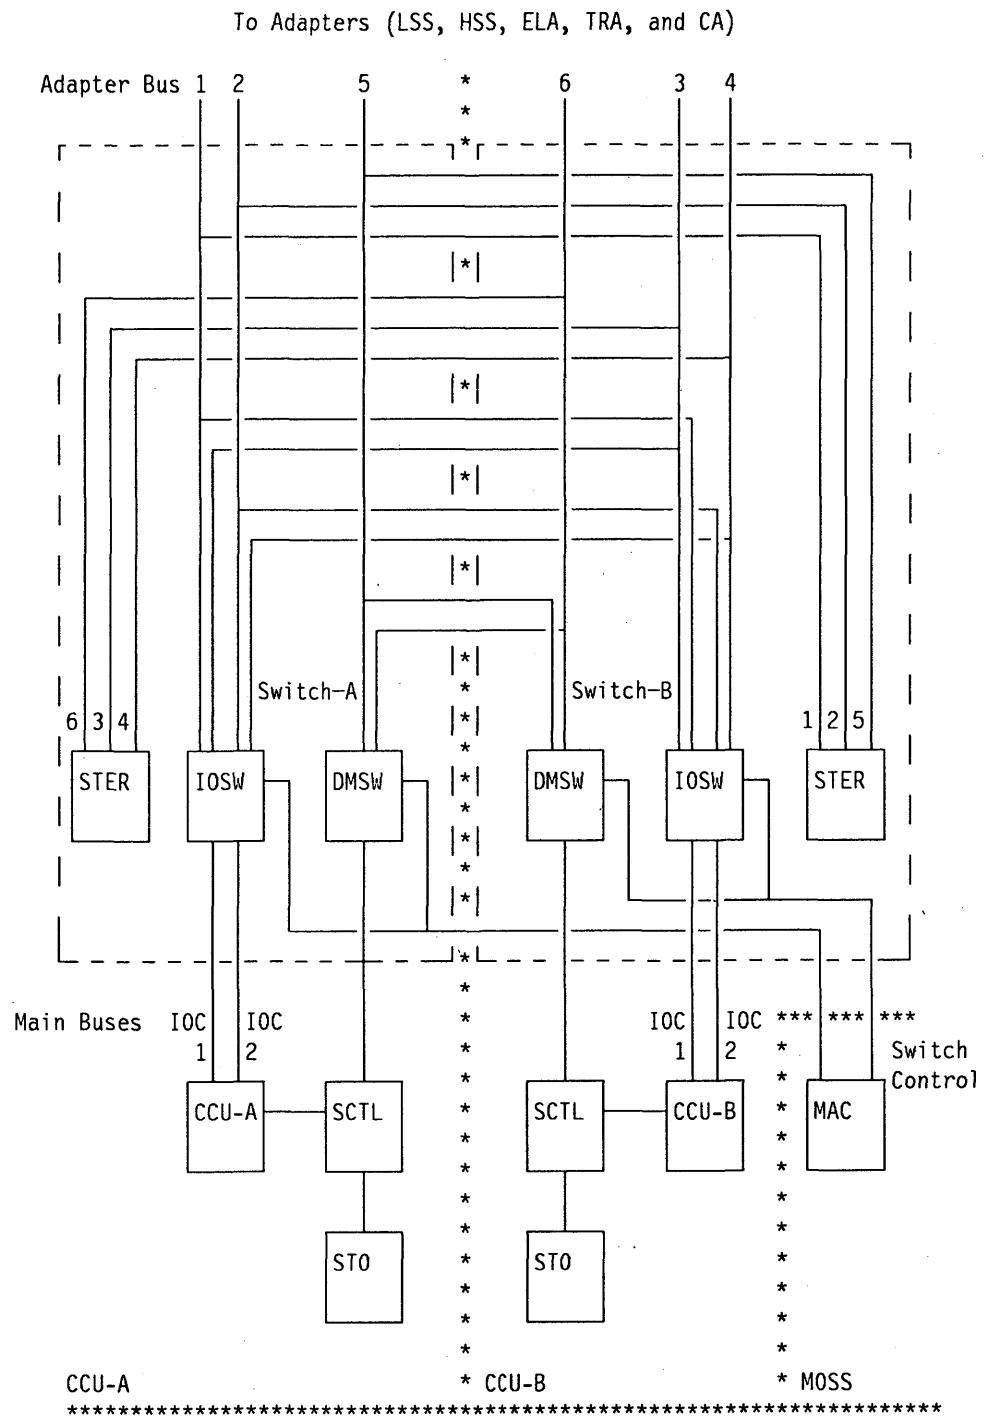 To Adapters (LSS, HSS, ELA, TRA, and CA)
Adapter Bus 1 2 5 * 6 3 4
*
*
|*|
|*|
|*|
|*|
|*|
Switch-A * Switch-B
6 3 4 |*| 1 2 5
*
STER IOSW DMSW |*| DMSW IOSW STER
*
|*|
*
|*|
*
*
Main Buses IOC IOC * IOC IOC *** *** ***
1 2 * 1 2 * Switch
Control
CCU-A SCTL * SCTL CCU-B * MAC
* *
* *
* *
* *
STO * STO *
* *
* *
* *
CCU-A * CCU-B * MOSS
*********************************************************************